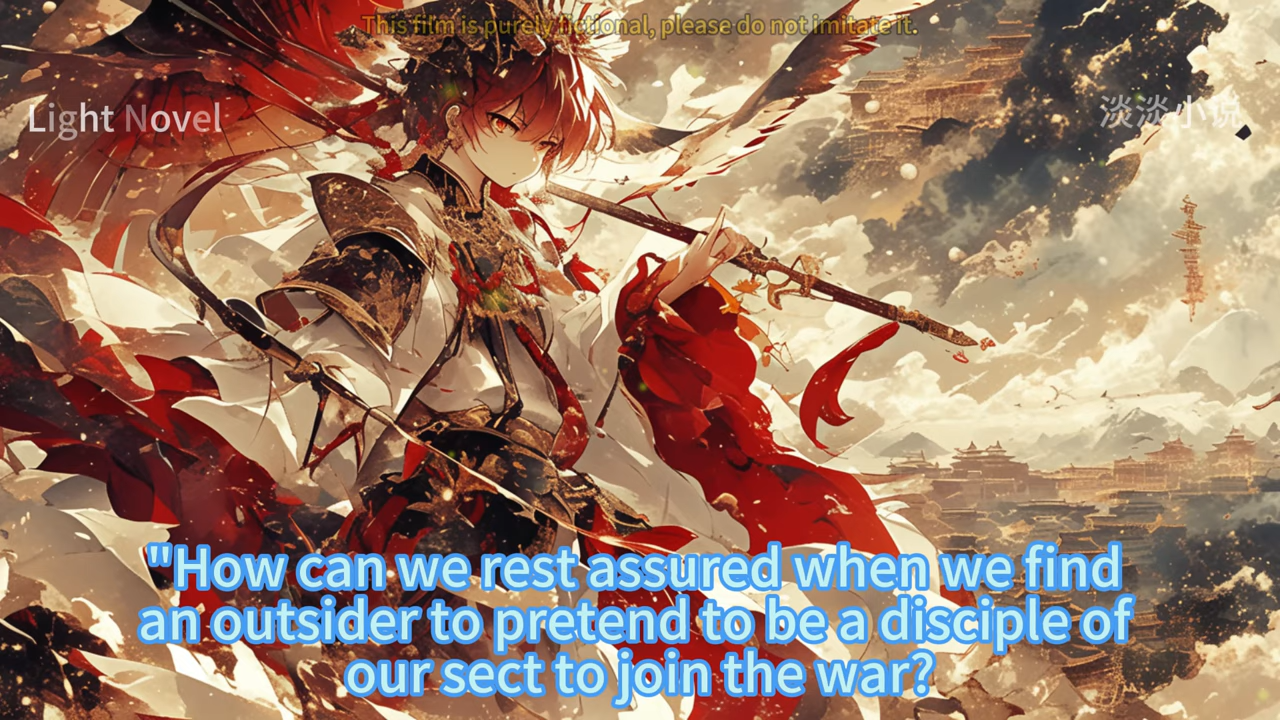 This film is purely fictional, please do not imitate it.
Light Novel
淡淡小说
"How can we rest assured when we find
an outsider to pretend to be a disciple of
our sect to join the war?